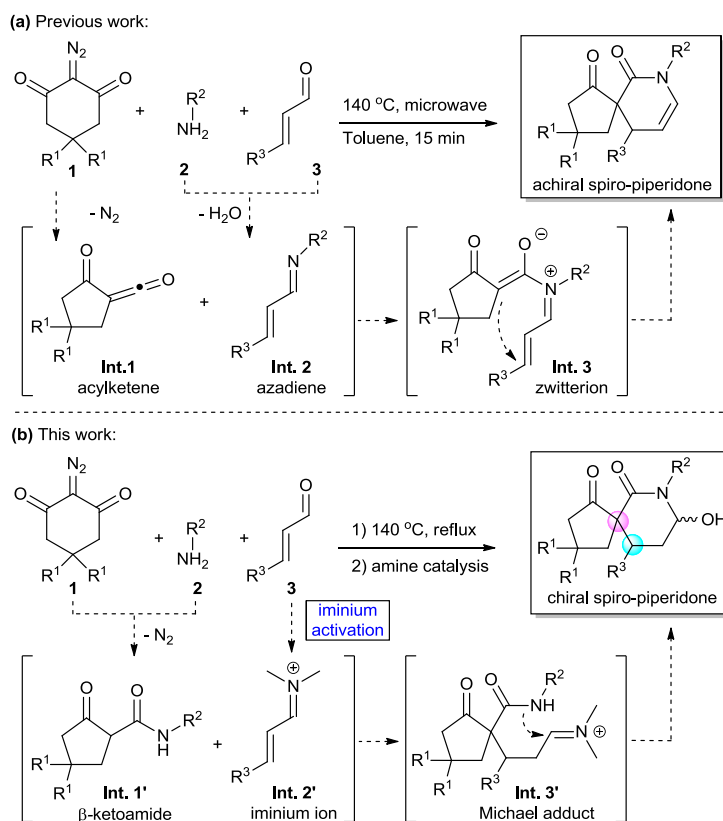 (a) Previous work:
N2
O O
R1 R1
1
+
R2
NH2
2
+
O
R3
3
140 oC, microwave
Toluene, 15 min
O O R2
N
R1
R1 R3
achiral spiro-piperidone
- N2
- H2O
O O
R1
R1
Int.1
acylketene
+
R2
N
R3
Int. 2
azadiene
O O ⊖
⊕
N R2
R1
R1
R3
Int. 3
zwitterion
(b) This work:
N2
O O
R1 R1
1
+
R2
NH2
2
+
O
R3
3
1) 140 oC, reflux
2) amine catalysis
O O R2
N
OH
R1
R1 R3
chiral spiro-piperidone
- N2
iminium
activation
O O
N R2
H
R1
R1
Int. 1'
β-ketoamide
+
⊕
N
R3
Int. 2'
iminium ion
O O R2
NH
N
⊕
R1
R1 R3
Int. 3'
Michael adduct